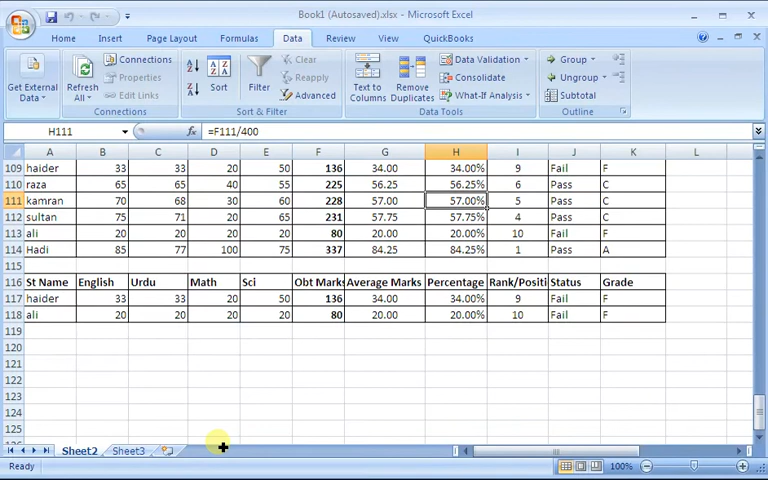 Book1 (Autosaved).xlsx - Microsoft Excel
Home Insert Page Layout Formulas Data Review View QuickBooks
Get External Data
Refresh All
Connections
Properties
Edit Links
Connections
Sort
Filter
Clear
Reapply
Advanced
Sort & Filter
Text to Columns
Remove Duplicates
Data Validation
Consolidate
What-If Analysis
Data Tools
Group
Ungroup
Subtotal
Outline
H111 fx =F111/400
A B C D E F G H I J K L
109 haider 33 33 20 50 136 34.00 34.00% 9 Fail F
110 raza 65 65 40 55 225 56.25 56.25% 6 Pass C
111 kamran 70 68 30 60 228 57.00 57.00% 5 Pass C
112 sultan 75 71 20 65 231 57.75 57.75% 4 Pass C
113 ali 20 20 20 20 80 20.00 20.00% 10 Fail F
114 Hadi 85 77 100 75 337 84.25 84.25% 1 Pass A
115
116 St Name English Urdu Math Sci Obt Marks Average Marks Percentage Rank/Positi Status Grade
117 haider 33 33 20 50 136 34.00 34.00% 9 Fail F
118 ali 20 20 20 20 80 20.00 20.00% 10 Fail F
119
120
121
122
123
124
125
Sheet2 Sheet3
Ready 100%